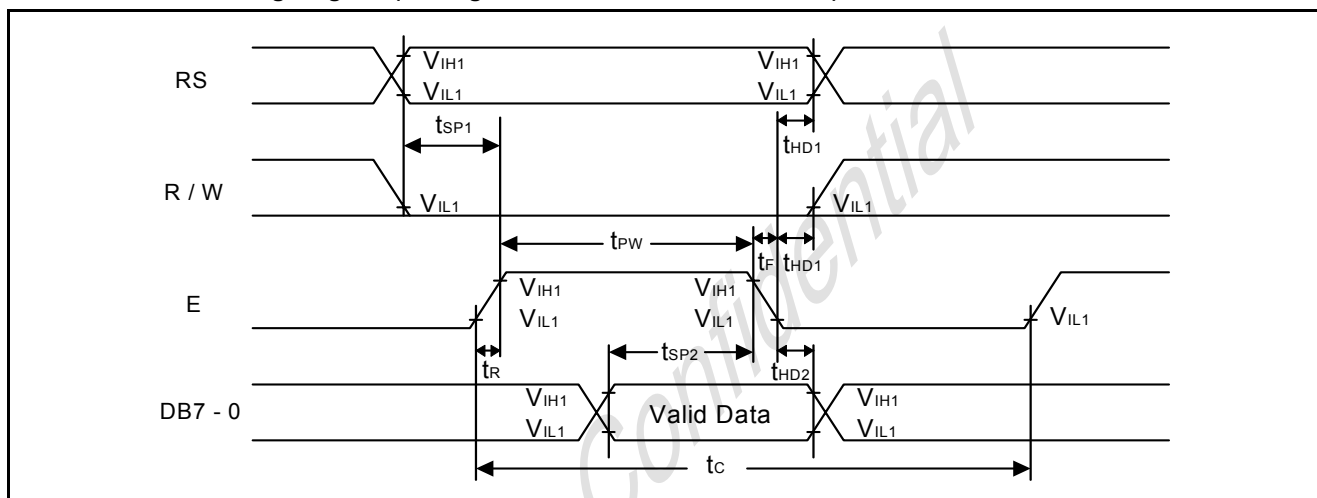 RS
VIH1
VIL1
VIH1
VIL1
tSP1
tHD1
R / W
VIL1
VIL1
tPW
tF
tHD1
E
VIH1
VIL1
VIH1
VIL1
VIL1
tR
tSP2
tHD2
DB7 - 0
VIH1
VIL1
Valid Data
VIH1
VIL1
tC
Confidential